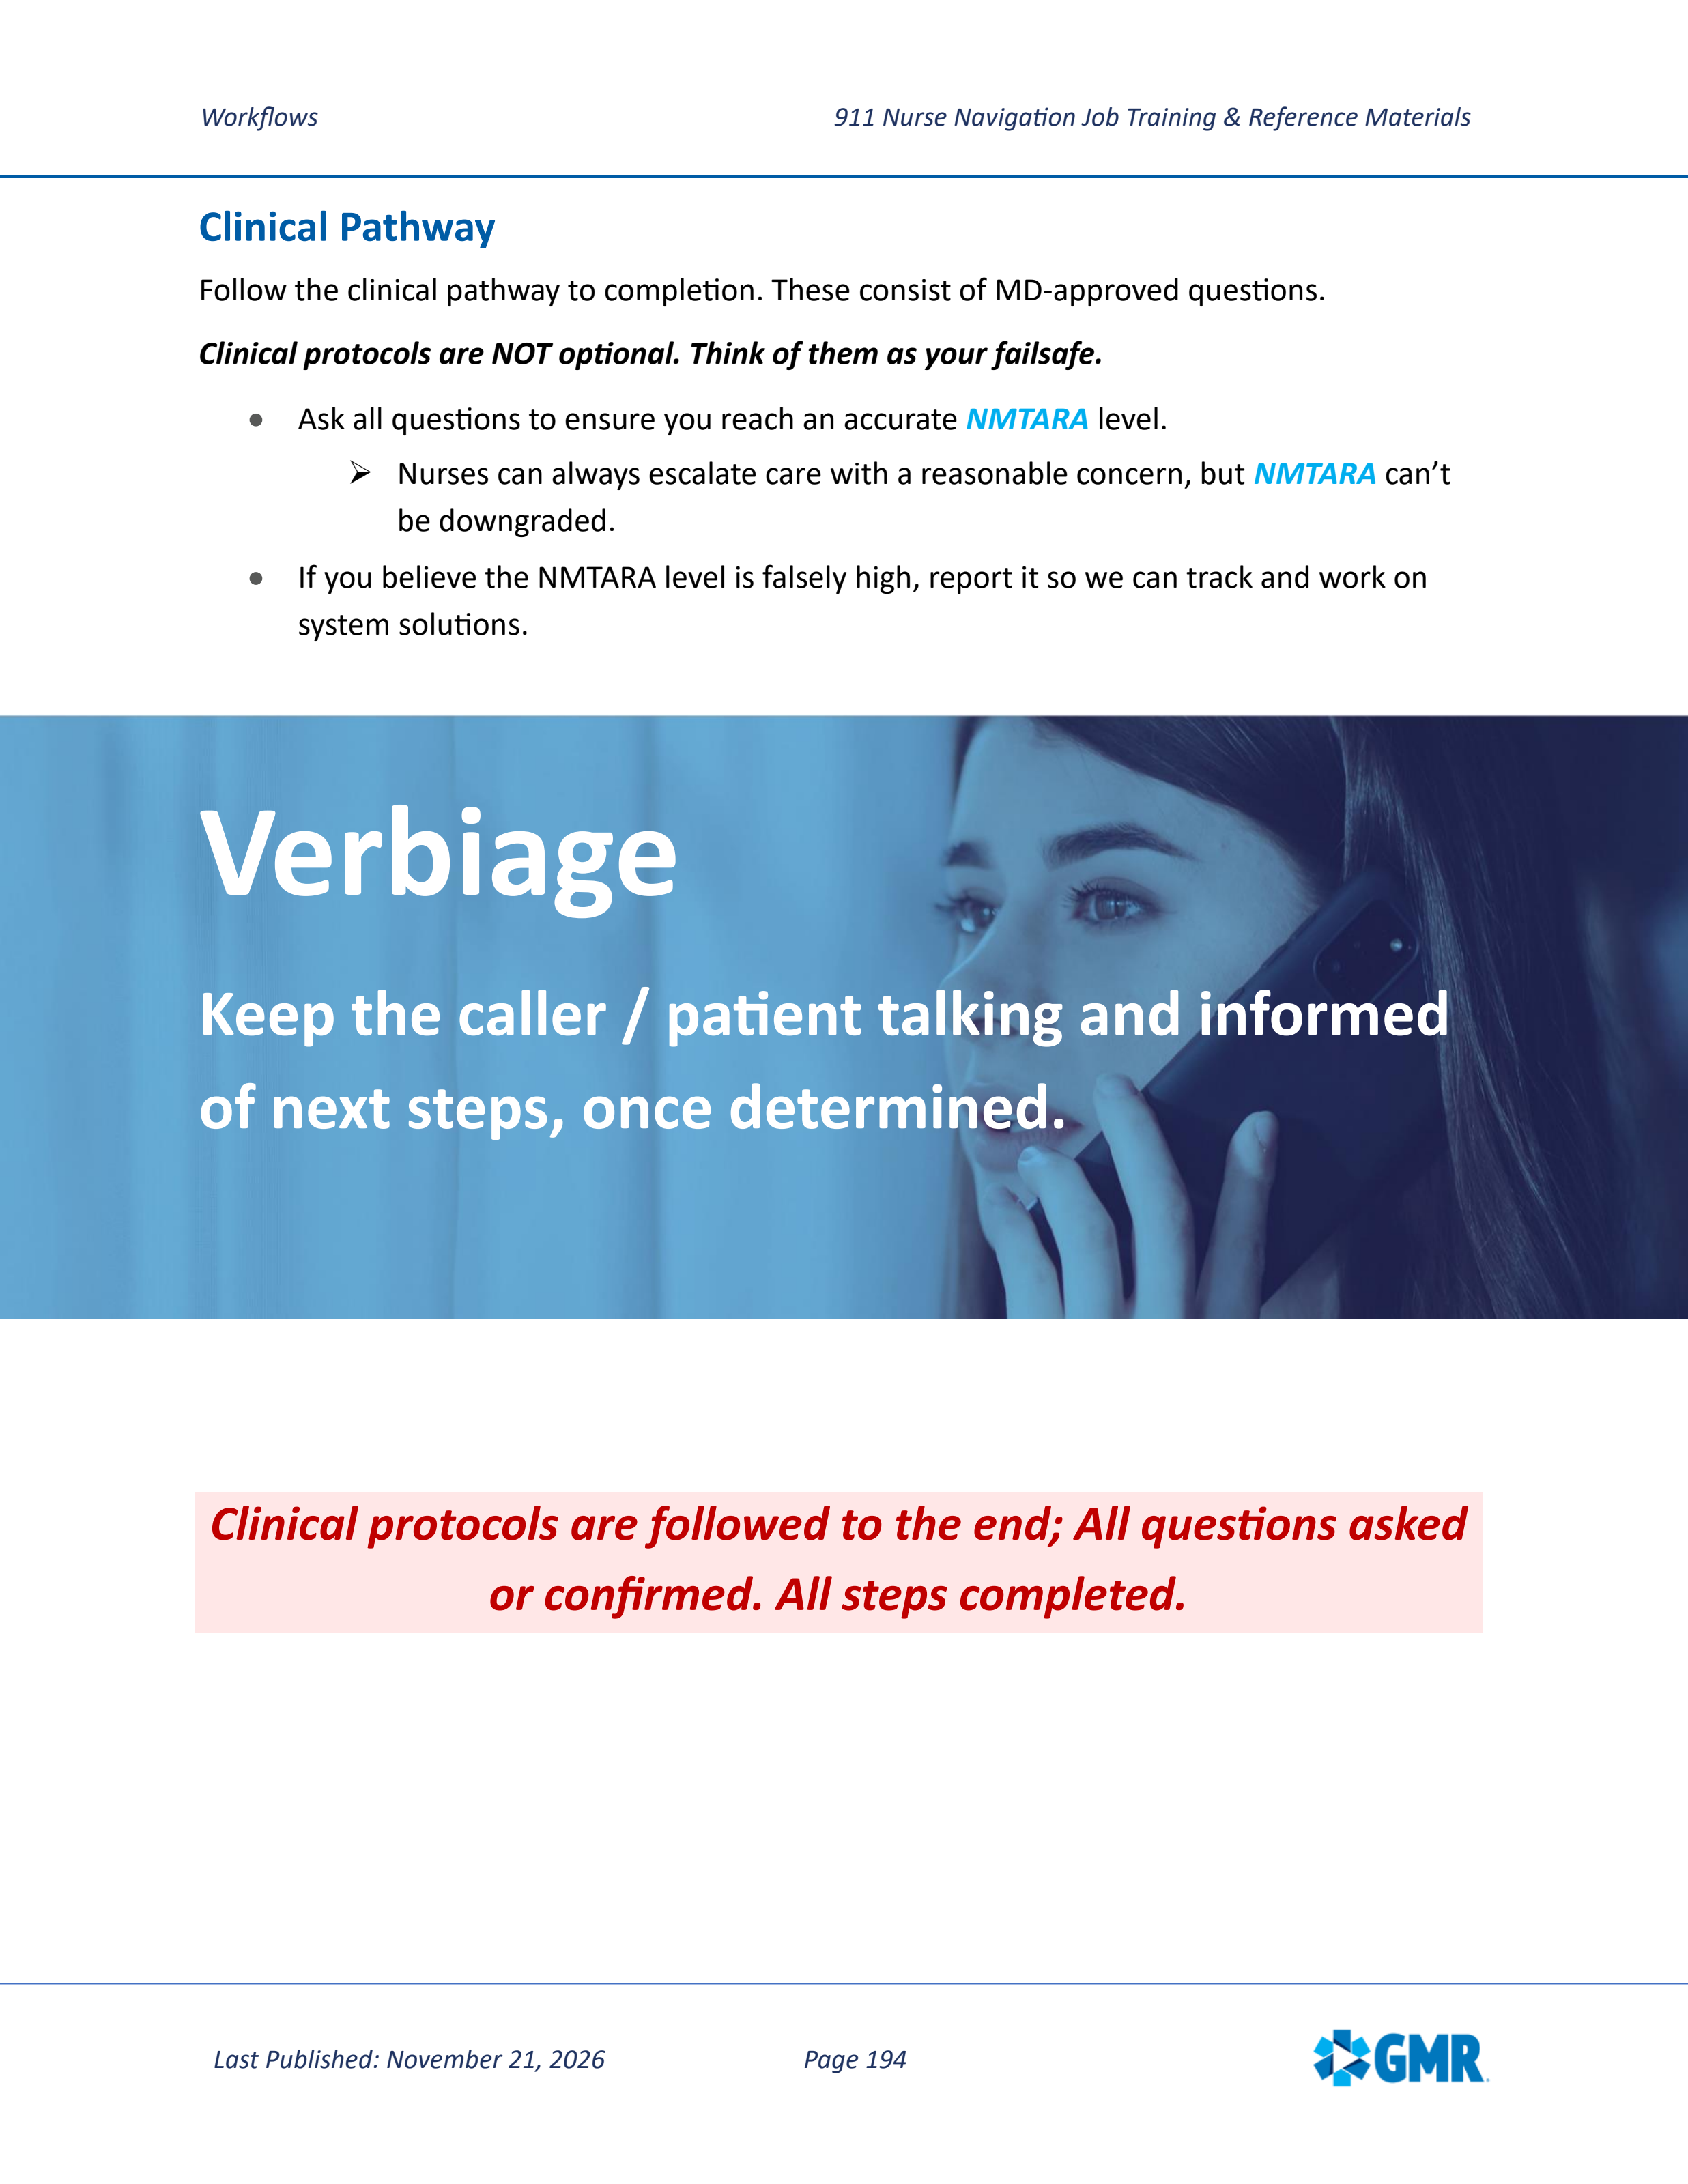 Workflows
911 Nurse Navigation Job Training & Reference Materials
Clinical Pathway
Follow the clinical pathway to completion. These consist of MD-approved questions.
Clinical protocols are NOT optional. Think of them as your failsafe.
● Ask all questions to ensure you reach an accurate NMTARA level.
➢ Nurses can always escalate care with a reasonable concern, but NMTARA can’t
be downgraded.
● If you believe the NMTARA level is falsely high, report it so we can track and work on
system solutions.
Verbiage
Keep the caller / patient talking and informed
of next steps, once determined.
Clinical protocols are followed to the end; All questions asked
or confirmed. All steps completed.
Last Published: November 21, 2026
Page 194
GMR